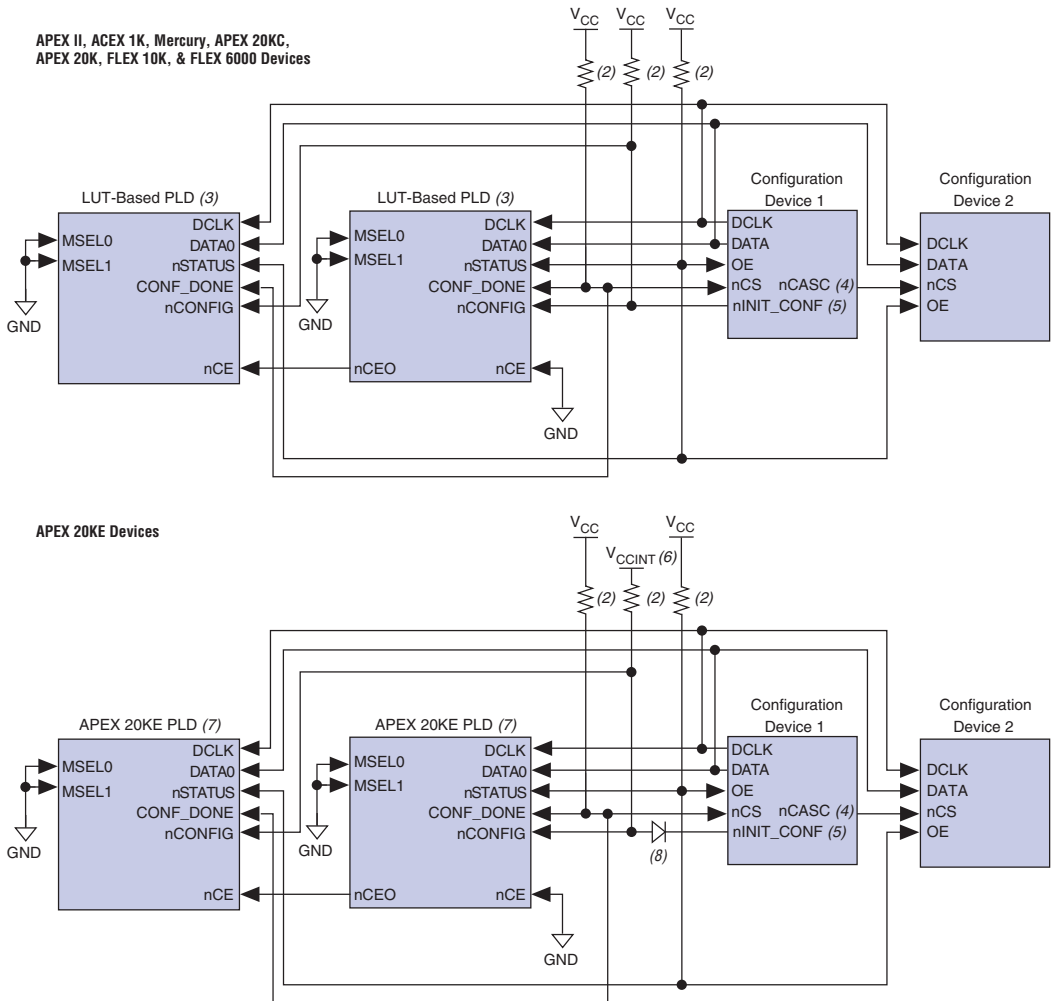 APEX II, ACEX 1K, Mercury, APEX 20KC,
APEX 20K, FLEX 10K, & FLEX 6000 Devices
VCC VCC VCC
(2) (2) (2)
LUT-Based PLD (3)
MSEL0
MSEL1
DCLK
DATA0
nSTATUS
CONF_DONE
nCONFIG
nCE
GND
LUT-Based PLD (3)
MSEL0
MSEL1
DCLK
DATA0
nSTATUS
CONF_DONE
nCONFIG
nCEO
nCE
GND
GND
Configuration
Device 1
DCLK
DATA
OE
nCS
nCASC (4)
nINIT_CONF (5)
Configuration
Device 2
DCLK
DATA
nCS
OE
APEX 20KE Devices
VCC
VCCINT (6)
VCC
(2) (2) (2)
APEX 20KE PLD (7)
MSEL0
MSEL1
DCLK
DATA0
nSTATUS
CONF_DONE
nCONFIG
nCE
GND
APEX 20KE PLD (7)
MSEL0
MSEL1
DCLK
DATA0
nSTATUS
CONF_DONE
nCONFIG
nCEO
nCE
GND
GND
(8)
Configuration
Device 1
DCLK
DATA
OE
nCS
nCASC (4)
nINIT_CONF (5)
Configuration
Device 2
DCLK
DATA
nCS
OE